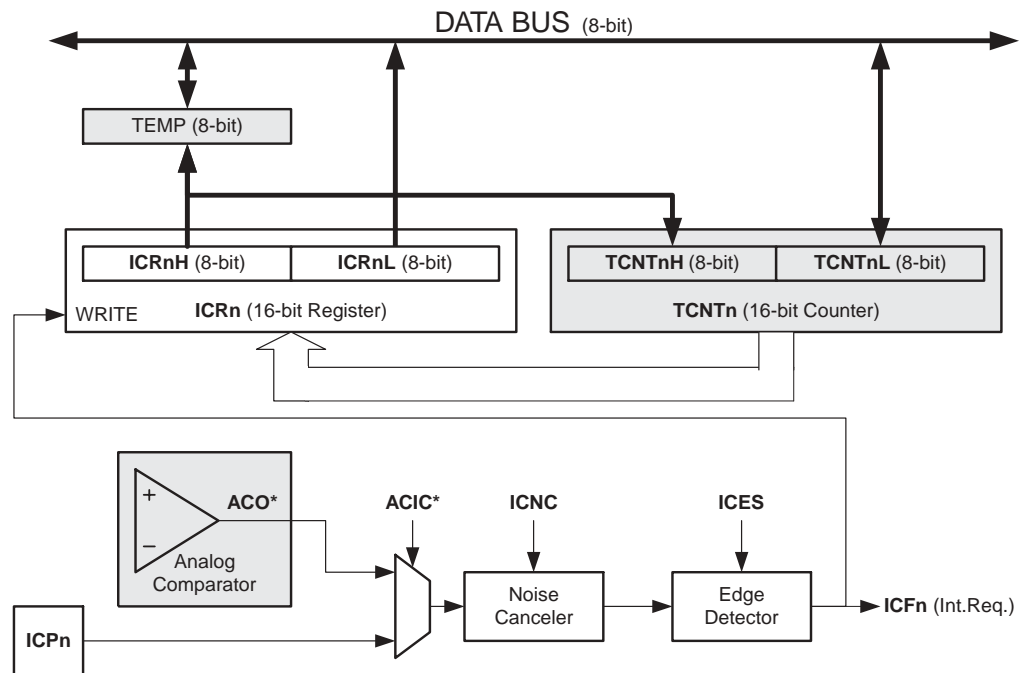 DATA BUS (8-bit)
TEMP (8-bit)
ICRnH (8-bit) ICRnL (8-bit) TCNTnH (8-bit) TCNTnL (8-bit)
WRITE ICRn (16-bit Register) TCNTn (16-bit Counter)
+ ACO* ACIC* ICNC ICES
−
Analog
Comparator
Noise
Canceler
Edge
Detector
ICFn (Int.Req.)
ICPn